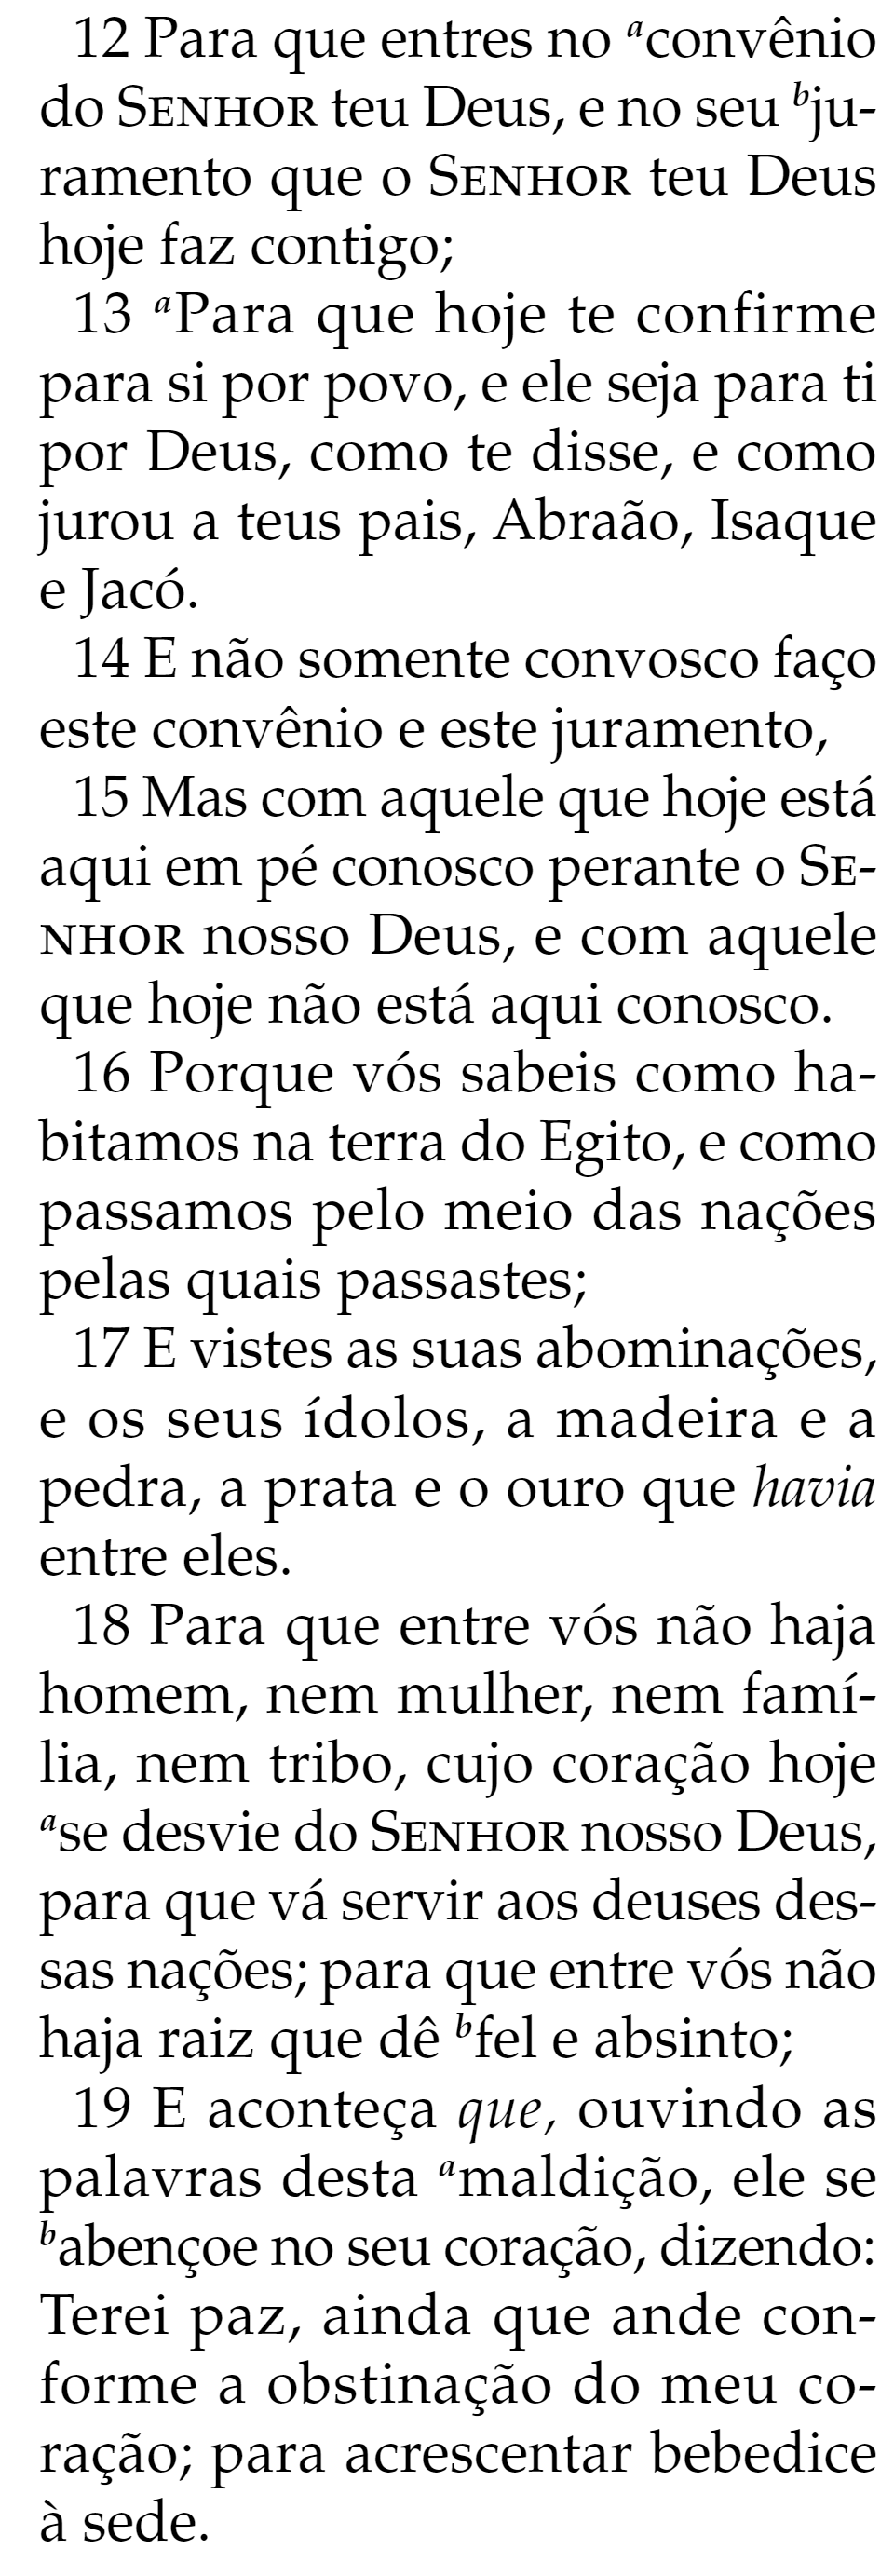 12 Para que entres no aconvênio
do SENHOR teu Deus, e no seu bju-
ramento que o SENHOR teu Deus
hoje faz contigo;
13 aPara que hoje te confirme
para si por povo, e ele seja para ti
por Deus, como te disse, e como
jurou a teus pais, Abraão, Isaque
e Jacó.
14 E não somente convosco faço
este convênio e este juramento,
15 Mas com aquele que hoje está
aqui em pé conosco perante o SE-
NHOR nosso Deus, e com aquele
que hoje não está aqui conosco.
16 Porque vós sabeis como ha-
bitamos na terra do Egito, e como
passamos pelo meio das nações
pelas quais passastes;
17 E vistes as suas abominações,
e os seus ídolos, a madeira e a
pedra, a prata e o ouro que havia
entre eles.
18 Para que entre vós não haja
homem, nem mulher, nem famí-
lia, nem tribo, cujo coração hoje
ase desvie do SENHOR nosso Deus,
para que vá servir aos deuses des-
sas nações; para que entre vós não
haja raiz que dê bfel e absinto;
19 E aconteça que, ouvindo as
palavras desta amaldição, ele se
babençoe no seu coração, dizendo:
Terei paz, ainda que ande con-
forme a obstinação do meu co-
ração; para acrescentar bebedice
à sede.